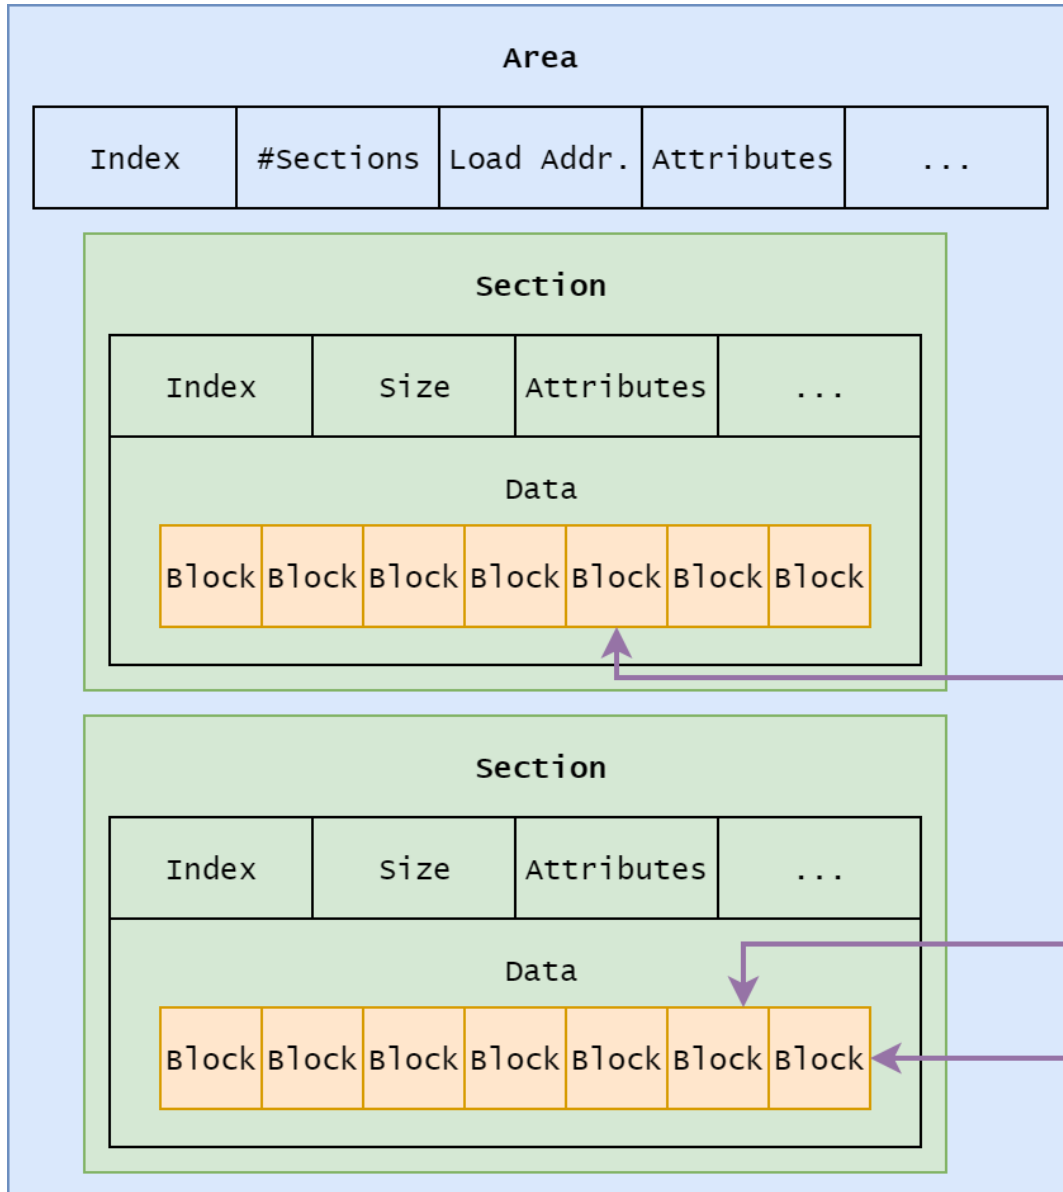 Area
Index #Sections Load Addr. Attributes ...
Section
Index Size Attributes ...
Data
Block Block Block Block Block Block Block
Section
Index Size Attributes ...
Data
Block Block Block Block Block Block Block